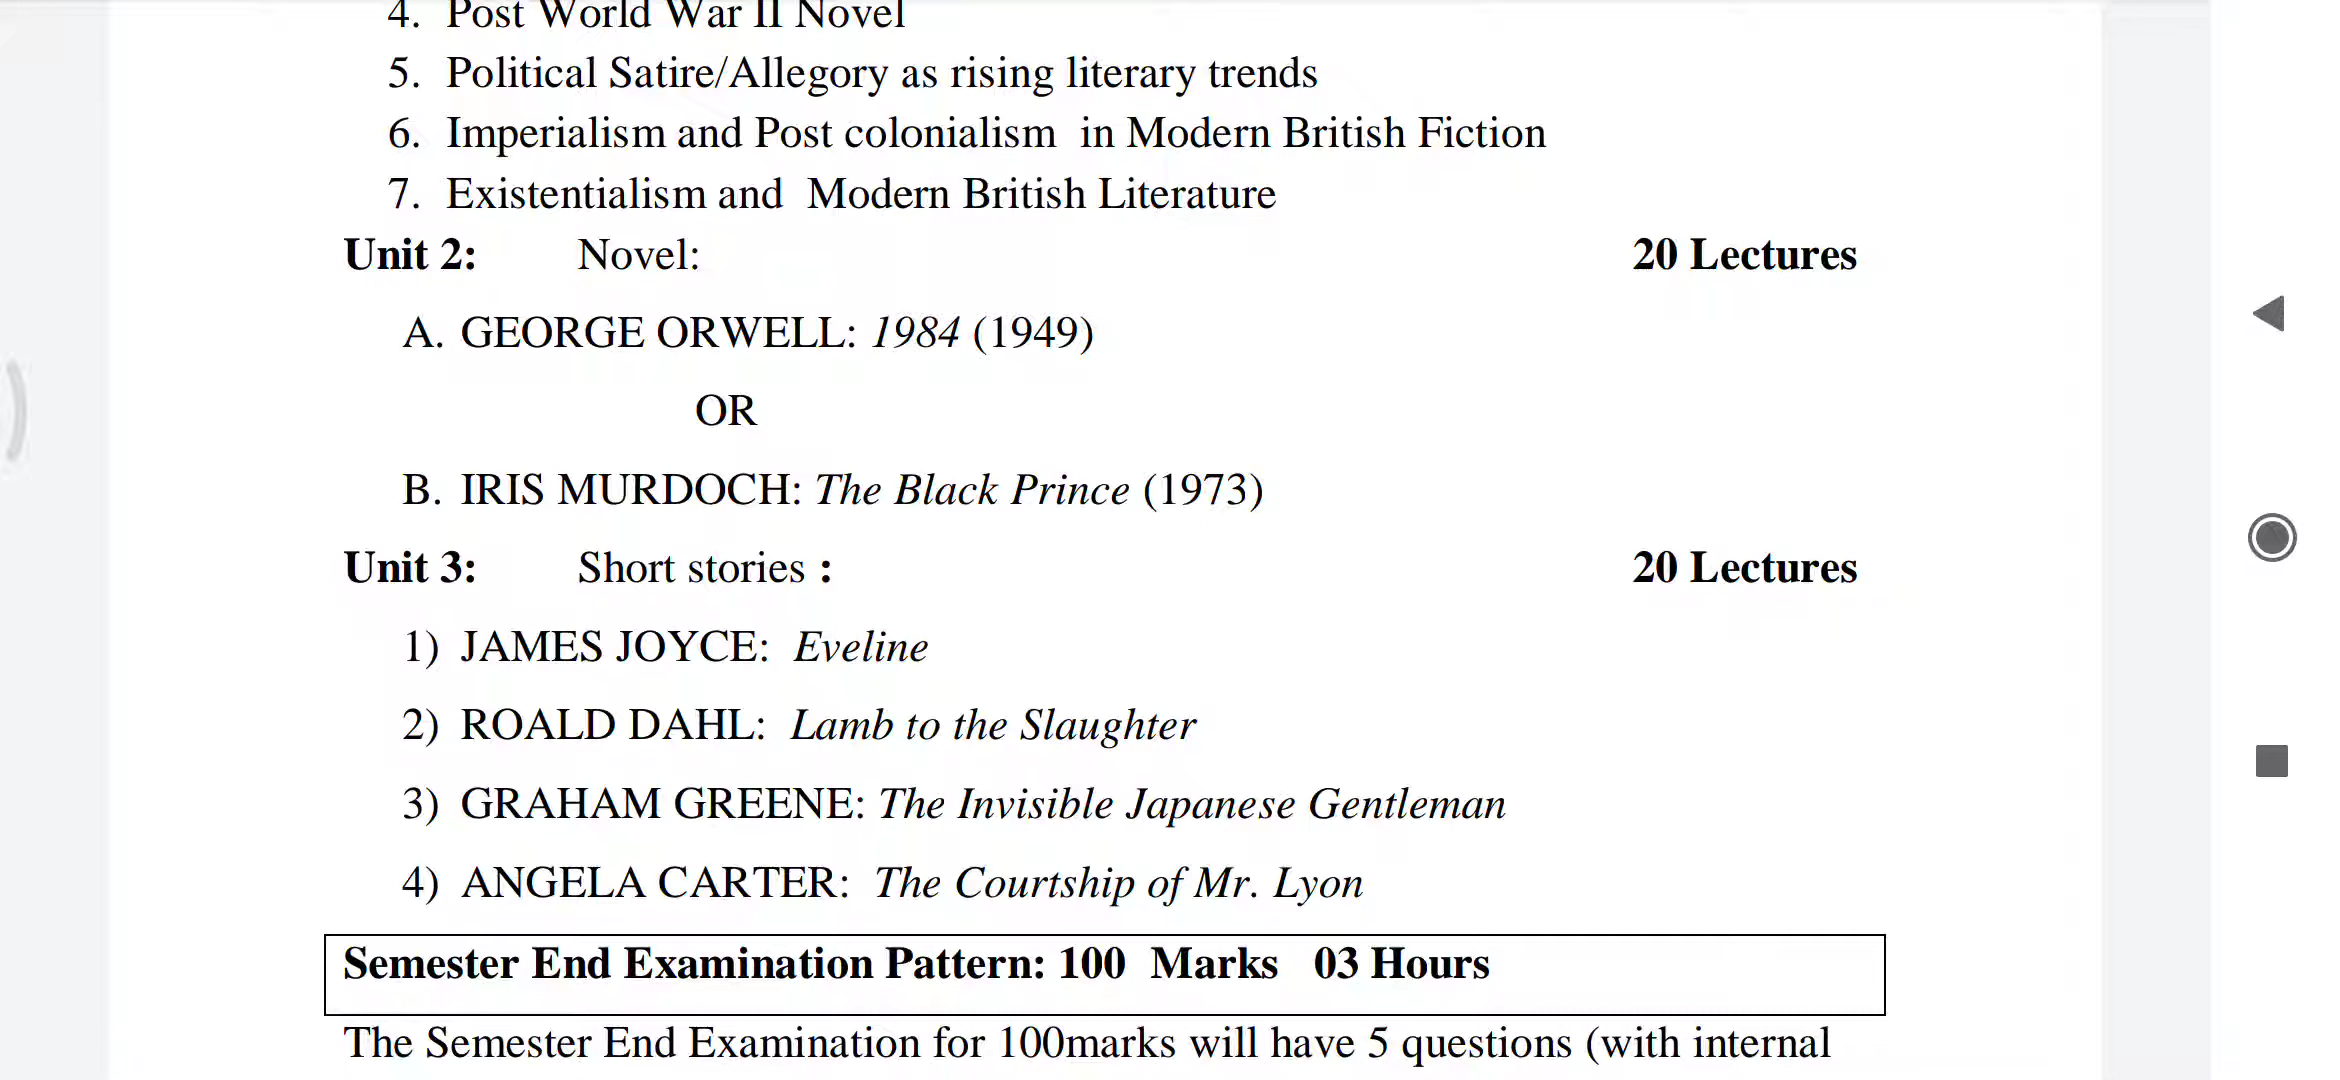 4. Post World War II Novel
5. Political Satire/Allegory as rising literary trends
6. Imperialism and Post colonialism in Modern British Fiction
7. Existentialism and Modern British Literature
Unit 2: Novel: 20 Lectures
A. GEORGE ORWELL: 1984 (1949)
OR
B. IRIS MURDOCH: The Black Prince (1973)
Unit 3: Short stories : 20 Lectures
1) JAMES JOYCE: Eveline
2) ROALD DAHL: Lamb to the Slaughter
3) GRAHAM GREENE: The Invisible Japanese Gentleman
4) ANGELA CARTER: The Courtship of Mr. Lyon
Semester End Examination Pattern: 100 Marks 03 Hours
The Semester End Examination for 100marks will have 5 questions (with internal